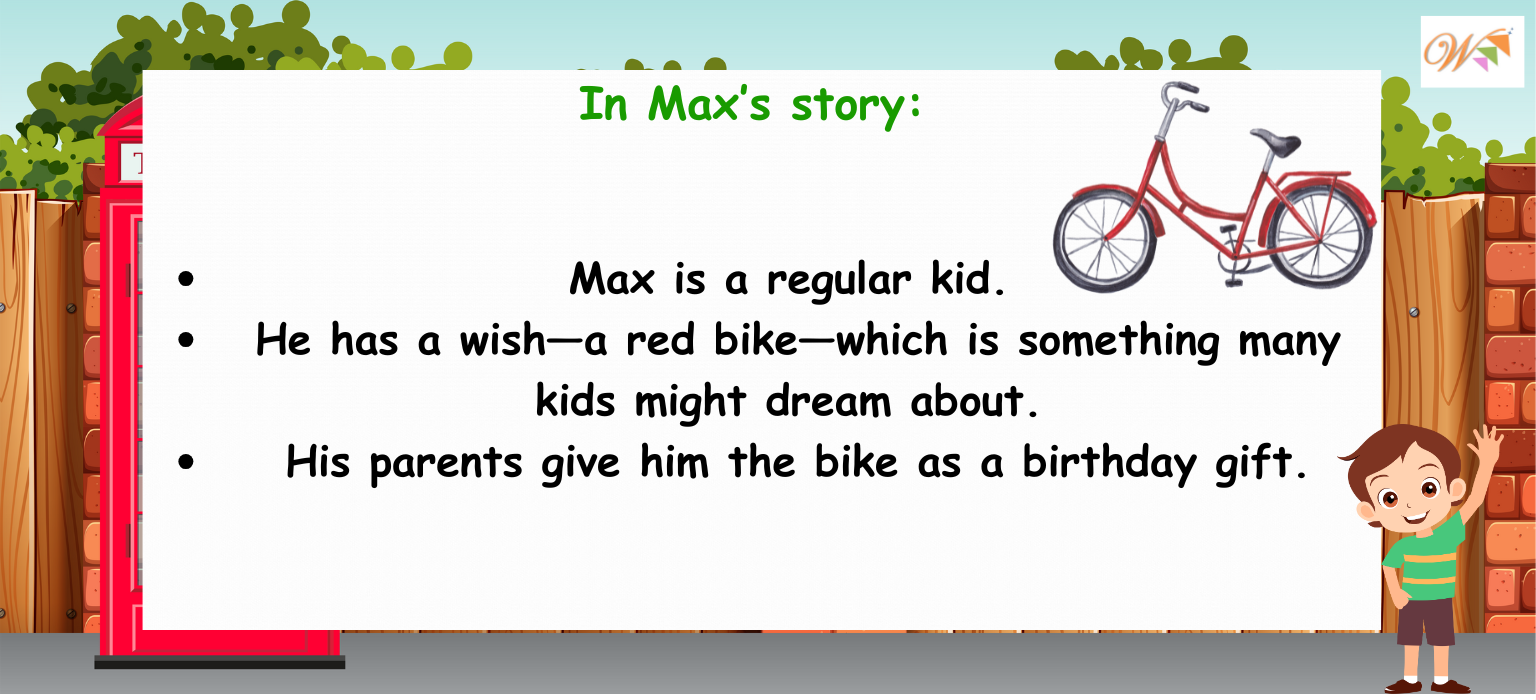 In Max's story:
• Max is a regular kid.
• He has a wish—a red bike—which is something many
kids might dream about.
• His parents give him the bike as a birthday gift.
T
W